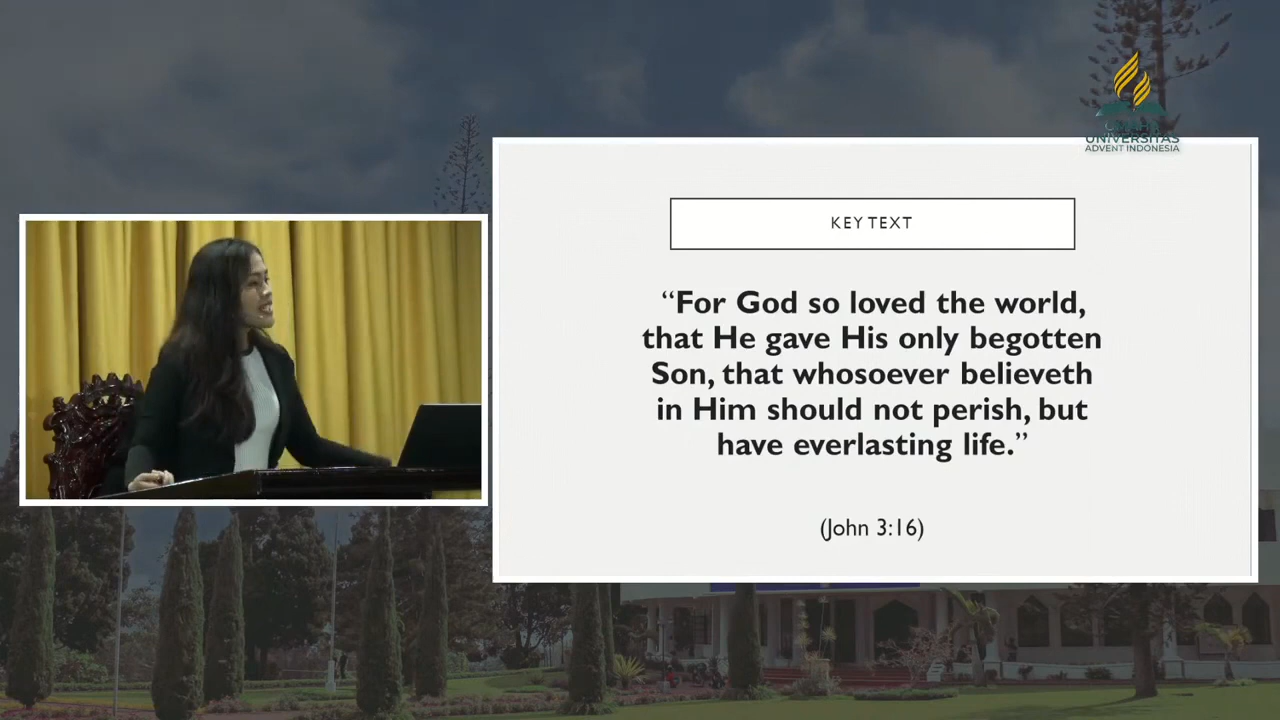 UNIVERSITAS
ADVENT INDONESIA
KEY TEXT
“For God so loved the world,
that He gave His only begotten
Son, that whosoever believeth
in Him should not perish, but
have everlasting life.”
(John 3:16)